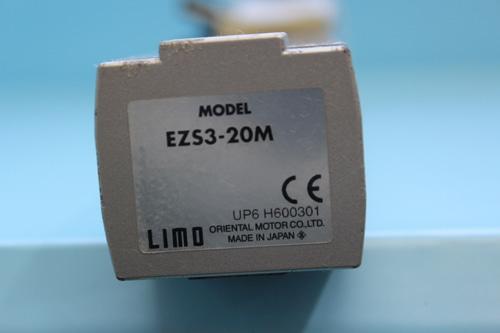 MODEL
EZS3-20M
CE
UP6 H600301
LIMO
ORIENTAL MOTOR CO.,LTD.
MADE IN JAPAN